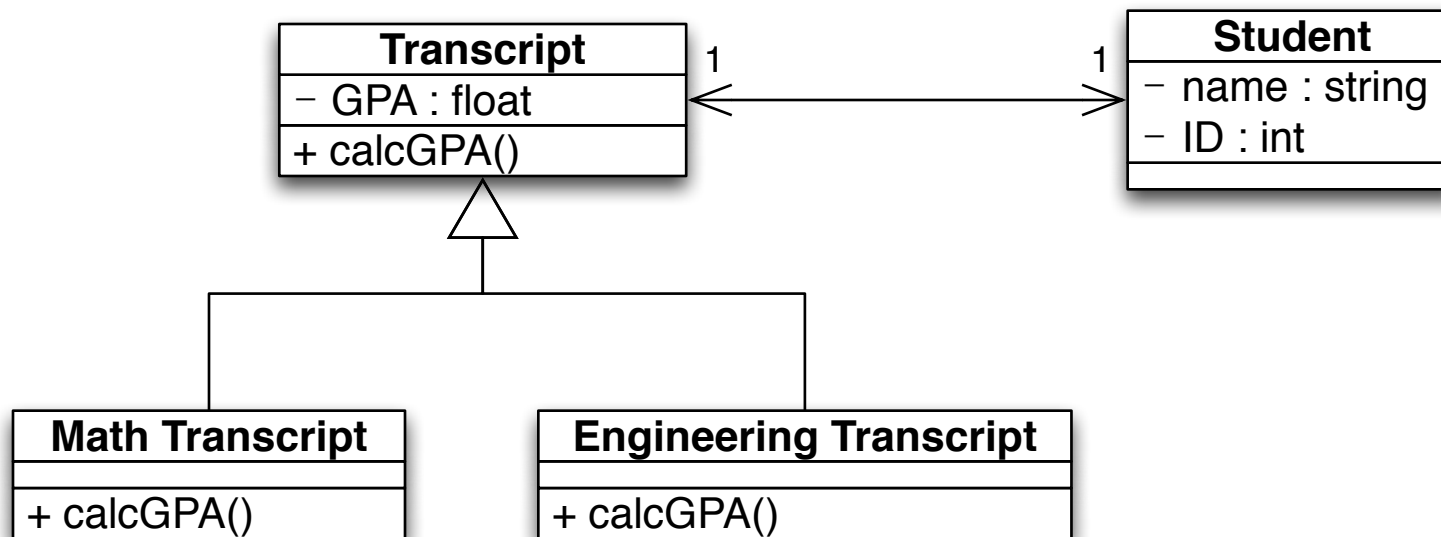 Transcript
− GPA : float
+ calcGPA()
1
1
Student
− name : string
− ID : int
Math Transcript
+ calcGPA()
Engineering Transcript
+ calcGPA()